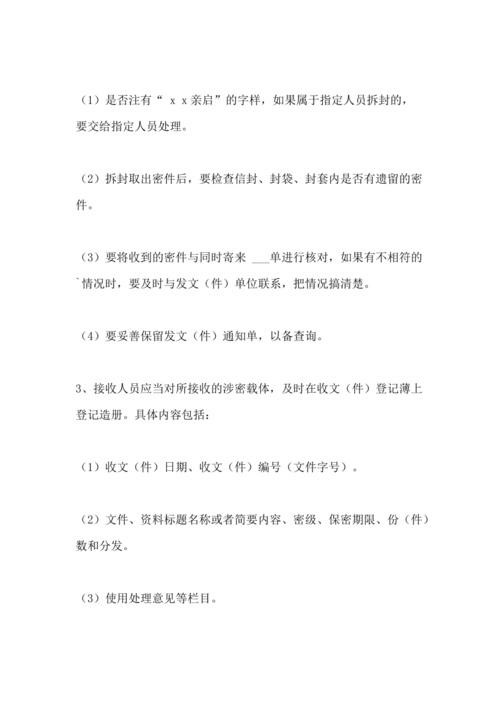 （1）是否注有“ x x亲启”的字样，如果属于指定人员拆封的，
要交给指定人员处理。
（2）拆封取出密件后，要检查信封、封袋、封套内是否有遗留的密
件。
（3）要将收到的密件与同时寄来 ___单进行核对，如果有不相符的
`情况时，要及时与发文（件）单位联系，把情况搞清楚。
（4）要妥善保留发文（件）通知单，以备查询。
3、接收人员应当对所接收的涉密载体，及时在收文（件）登记薄上
登记造册。具体内容包括：
（1）收文（件）日期、收文（件）编号（文件字号）。
（2）文件、资料标题名称或者简要内容、密级、保密期限、份（件）
数和分发。
（3）使用处理意见等栏目。